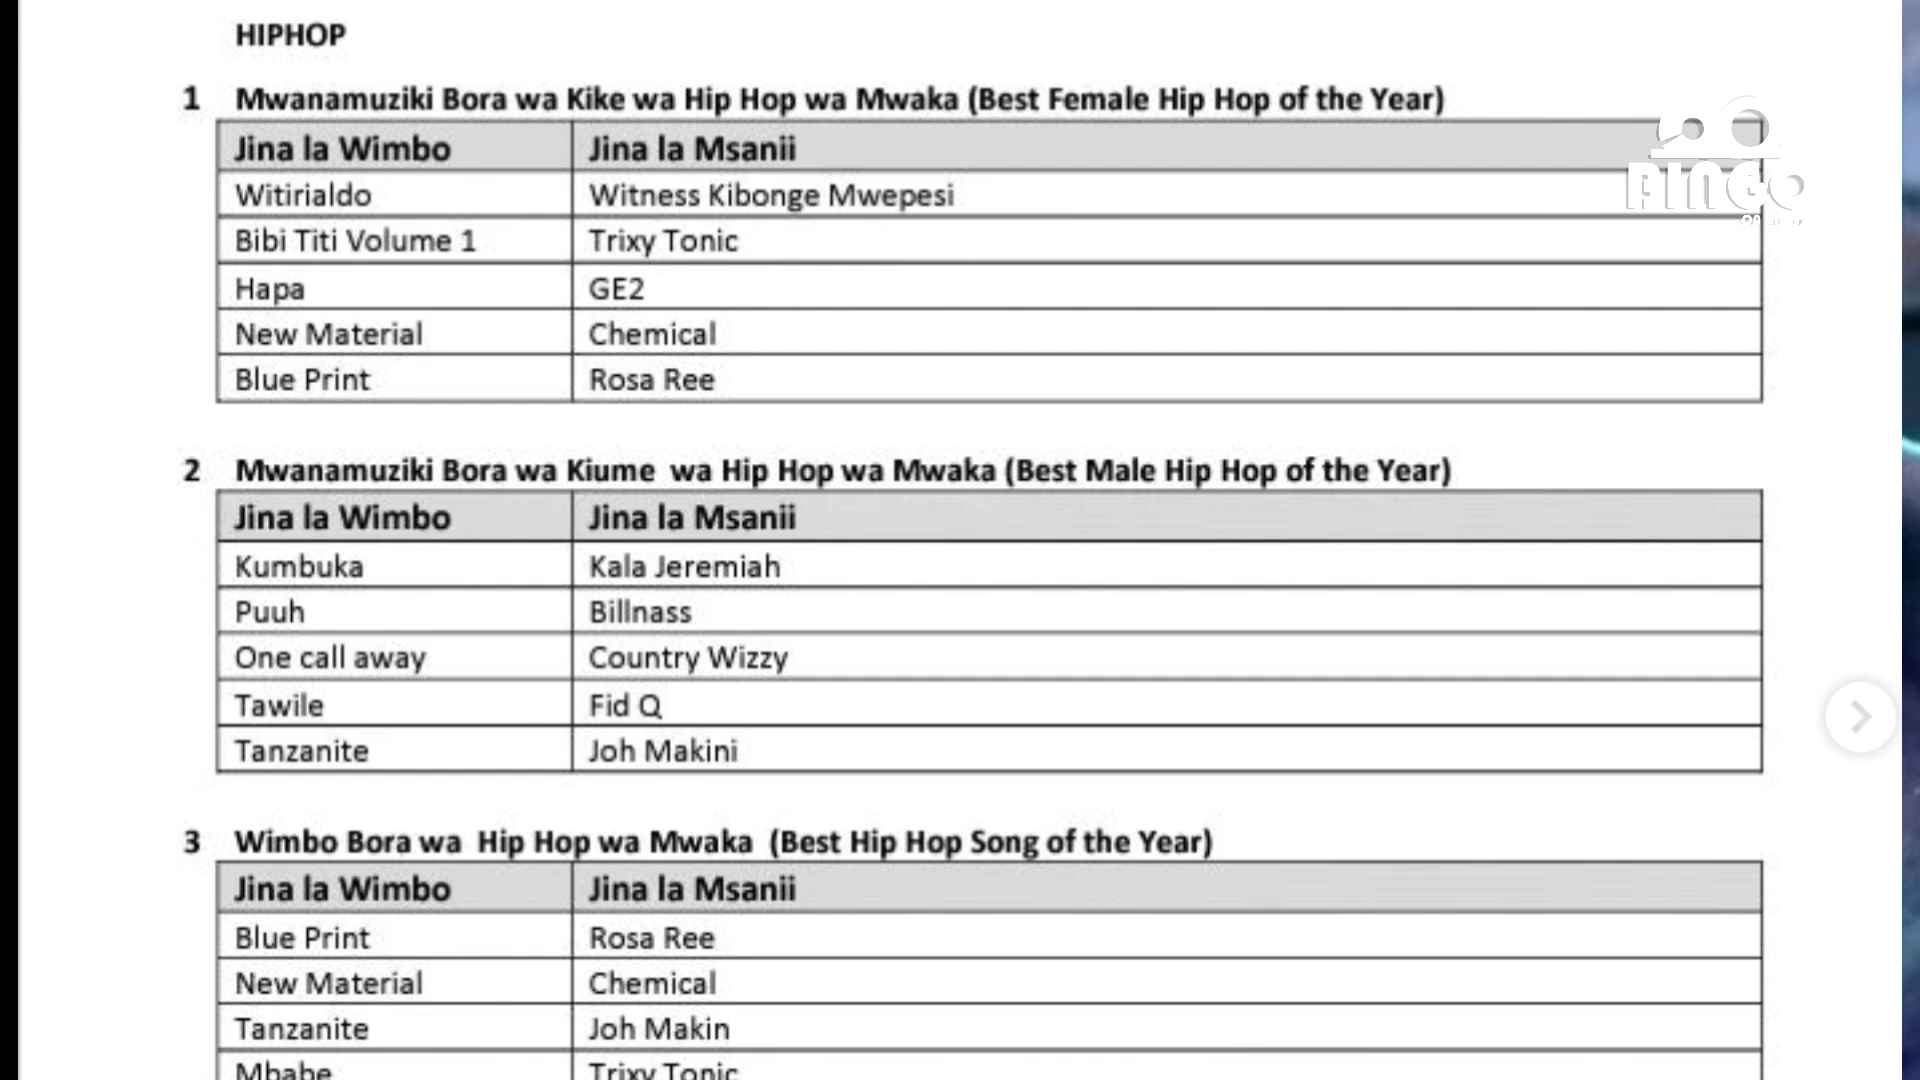 HIPHOP
1 Mwanamuziki Bora wa Kike wa Hip Hop wa Mwaka (Best Female Hip Hop of the Year)
Jina la Wimbo Jina la Msanii
Witirialdo Witness Kibonge Mwepesi
Bibi Titi Volume 1 Trixy Tonic
Hapa GE2
New Material Chemical
Blue Print Rosa Ree
2 Mwanamuziki Bora wa Kiume wa Hip Hop wa Mwaka (Best Male Hip Hop of the Year)
Jina la Wimbo Jina la Msanii
Kumbuka Kala Jeremiah
Puuh Billnass
One call away Country Wizzy
Tawile Fid Q
Tanzanite Joh Makini
3 Wimbo Bora wa Hip Hop wa Mwaka (Best Hip Hop Song of the Year)
Jina la Wimbo Jina la Msanii
Blue Print Rosa Ree
New Material Chemical
Tanzanite Joh Makin
Mbabe Trixy Tonic
BINGO